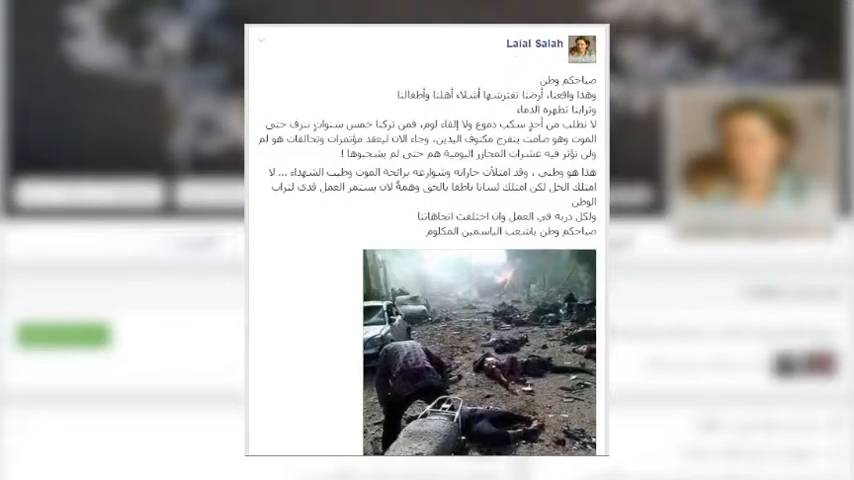 Laial Salah
صباحكم وطن
وهذا واقعنا، أرضنا تفترشها أشلاء أهلنا وأطفالنا
وترابنا تطهره الدماء
لا نطلب من أحدٍ سكب دموع ولا إلقاء لوم، فمن تركنا خمس سنواتٍ ننزف حتى
الموت وهو صامت يتفرج مكتوف اليدين، وجاء الان ليعقد مؤتمرات وتحالفات هو لم
ولن تؤثر فيه عشرات المجازر اليومية هم حتى لم يشجبوها !
هذا هو وطني ، وقد امتلأت حاراته وشوارعه برائحة الموت وطيب الشهداء ... لا
امتلك الحل لكن امتلك لسانا ناطقا بالحق وهمةً لان يستمر العمل فدى لتراب
الوطن
ولكل دربه في العمل وان اختلفت اتجاهاتنا
صباحكم وطن ياشعب الياسمين المكلوم